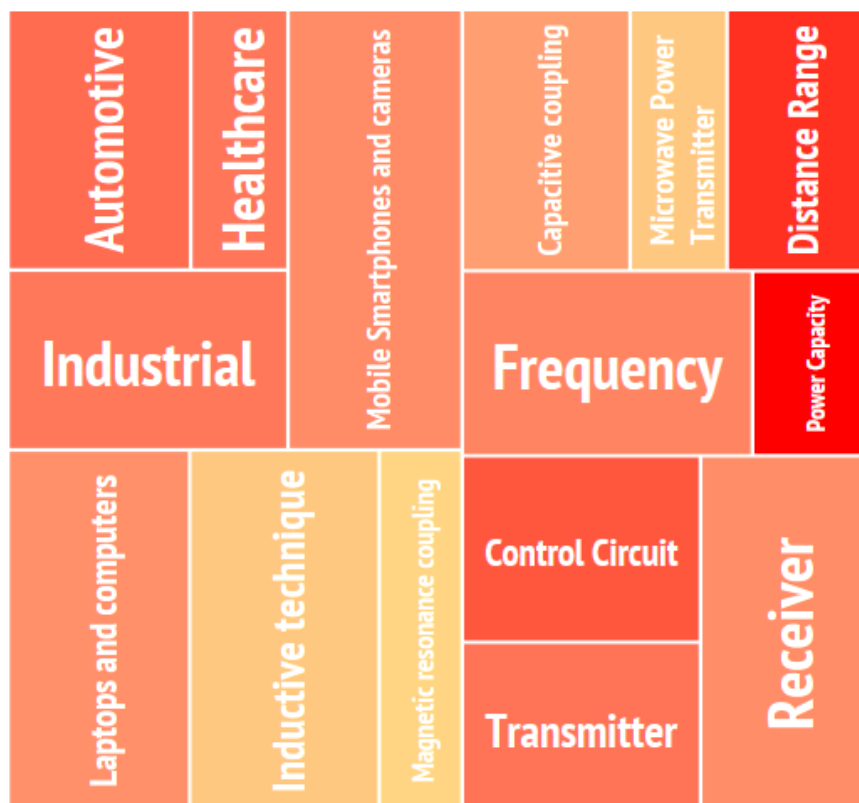 Automotive
Healthcare
Mobile Smartphones and cameras
Capacitive coupling
Microwave Power
Transmitter
Distance Range
Industrial
Frequency
Power Capacity
Laptops and computers
Inductive technique
Magnetic resonance coupling
Control Circuit
Receiver
Transmitter